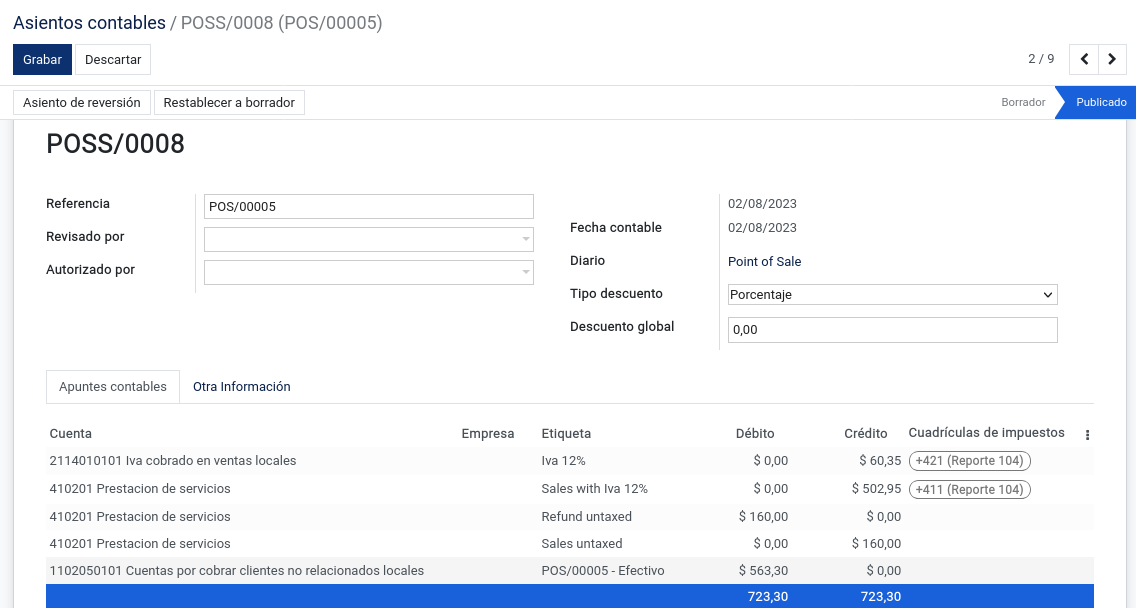 Asientos contables / POSS/0008 (POS/00005)
Grabar Descartar 2 / 9
Asiento de reversión Restablecer a borrador Borrador Publicado
POSS/0008
Referencia POS/00005 02/08/2023
Revisado por Fecha contable 02/08/2023
Autorizado por Diario Point of Sale
Tipo descuento Porcentaje
Descuento global 0,00
Apuntes contables Otra Información
Cuenta Empresa Etiqueta Débito Crédito Cuadrículas de impuestos
2114010101 Iva cobrado en ventas locales Iva 12% $ 0,00 $ 60,35 +421 (Reporte 104)
410201 Prestacion de servicios Sales with Iva 12% $ 0,00 $ 502,95 +411 (Reporte 104)
410201 Prestacion de servicios Refund untaxed $ 160,00 $ 0,00
410201 Prestacion de servicios Sales untaxed $ 0,00 $ 160,00
1102050101 Cuentas por cobrar clientes no relacionados locales POS/00005 - Efectivo $ 563,30 $ 0,00
723,30 723,30